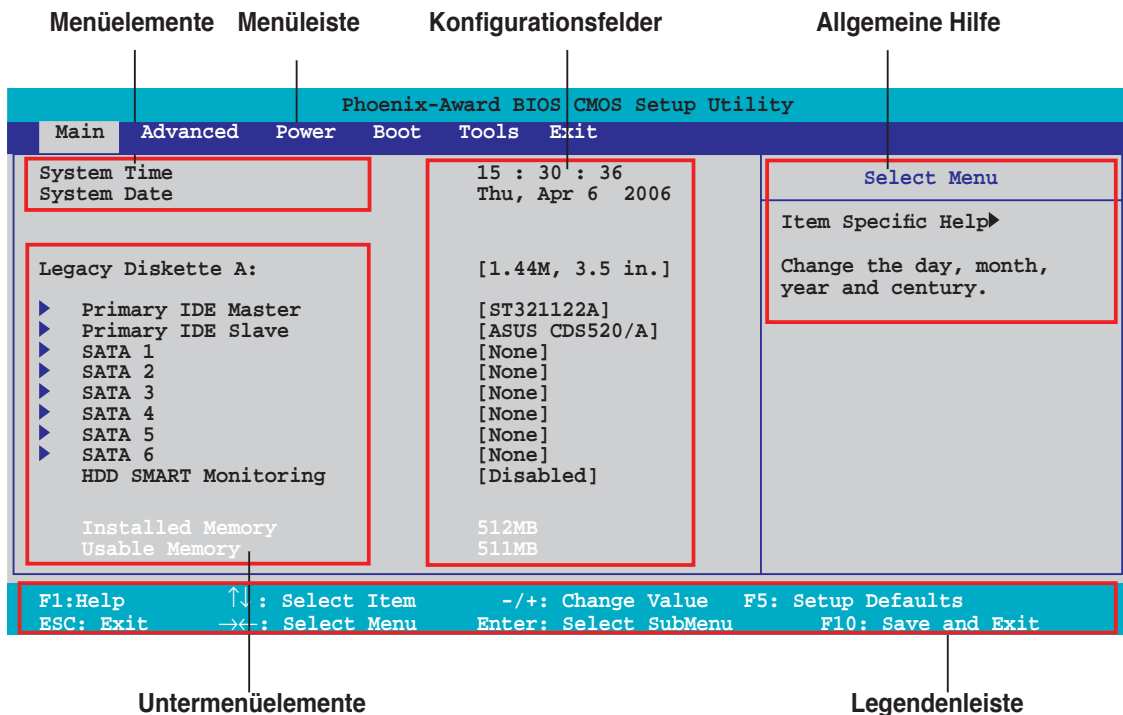 Menüelemente Menüleiste Konfigurationsfelder Allgemeine Hilfe
Phoenix-Award BIOS CMOS Setup Utility
Main Advanced Power Boot Tools Exit
System Time 15 : 30 : 36
System Date Thu, Apr 6 2006
Select Menu
Item Specific Help▶
Legacy Diskette A: [1.44M, 3.5 in.]
Change the day, month,
year and century.
▶ Primary IDE Master [ST321122A]
▶ Primary IDE Slave [ASUS CDS520/A]
▶ SATA 1 [None]
▶ SATA 2 [None]
▶ SATA 3 [None]
▶ SATA 4 [None]
▶ SATA 5 [None]
▶ SATA 6 [None]
HDD SMART Monitoring [Disabled]
Installed Memory 512MB
Usable Memory 511MB
F1:Help ↑↓: Select Item -/+: Change Value F5: Setup Defaults
ESC: Exit →←: Select Menu Enter: Select SubMenu F10: Save and Exit
Untermenüelemente Legendenleiste